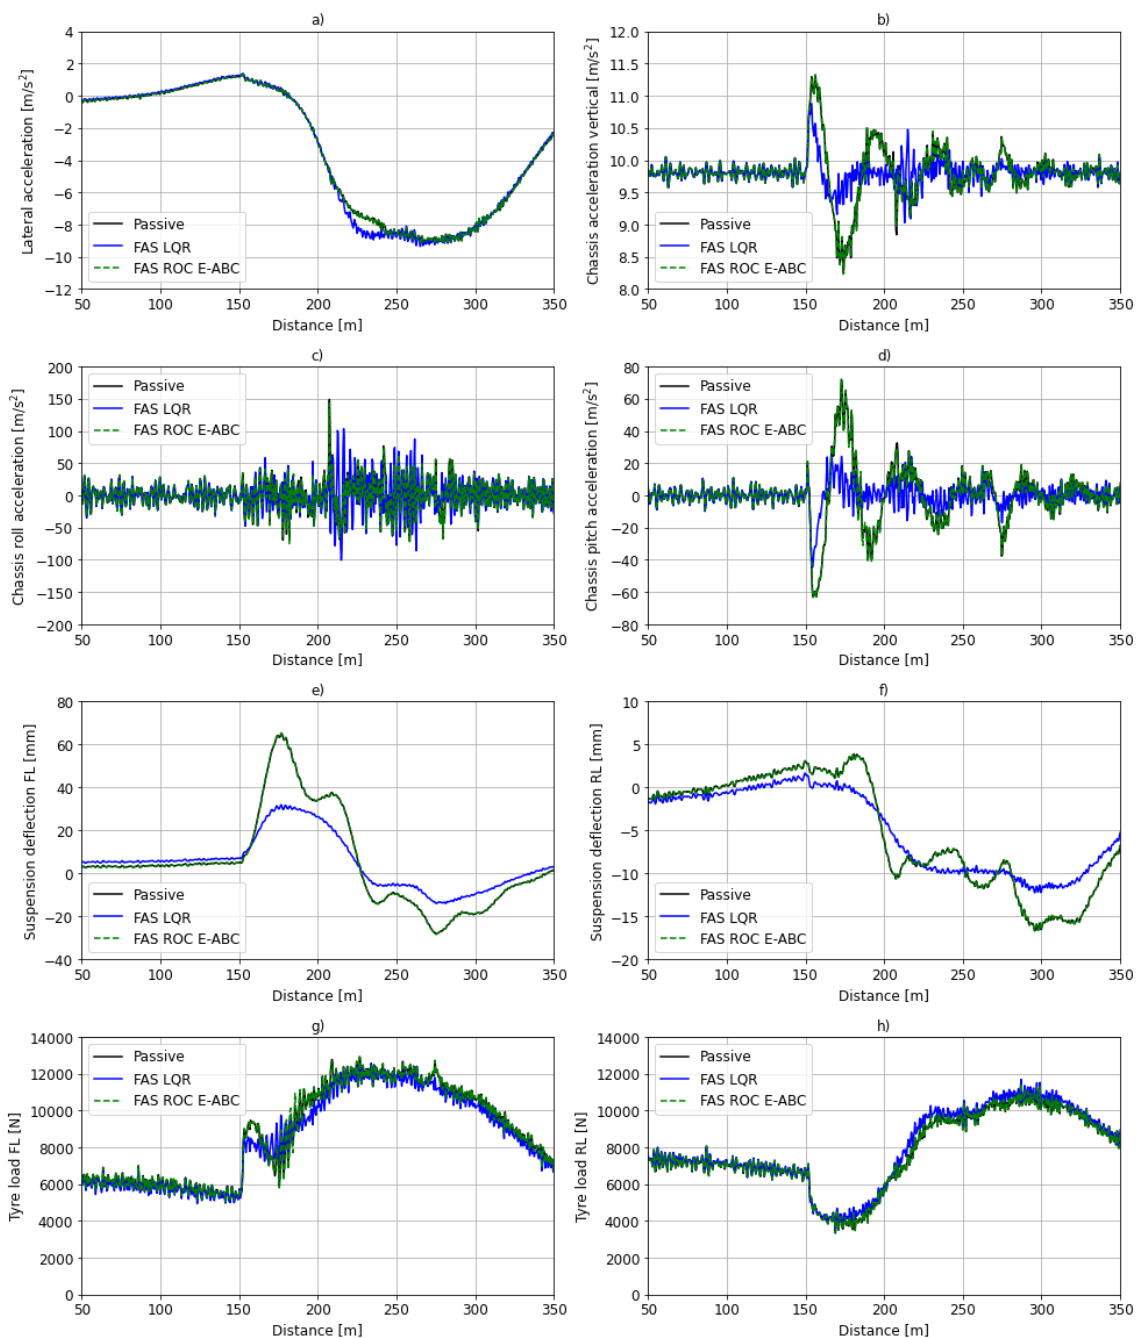 a)
4
2
0
−2
−4
−6
−8
−10
−12
Lateral acceleration [m/s²]
Passive
FAS LQR
FAS ROC E-ABC
50 100 150 200 250 300 350
Distance [m]
b)
12.0
11.5
11.0
10.5
10.0
9.5
9.0
8.5
8.0
Chassis acceleration vertical [m/s²]
Passive
FAS LQR
FAS ROC E-ABC
50 100 150 200 250 300 350
Distance [m]
c)
200
150
100
50
0
−50
−100
−150
−200
Chassis roll acceleration [m/s²]
Passive
FAS LQR
FAS ROC E-ABC
50 100 150 200 250 300 350
Distance [m]
d)
80
60
40
20
0
−20
−40
−60
−80
Chassis pitch acceleration [m/s²]
Passive
FAS LQR
FAS ROC E-ABC
50 100 150 200 250 300 350
Distance [m]
e)
80
60
40
20
0
−20
−40
Suspension deflection FL [mm]
Passive
FAS LQR
FAS ROC E-ABC
50 100 150 200 250 300 350
Distance [m]
f)
10
5
0
−5
−10
−15
−20
Suspension deflection RL [mm]
Passive
FAS LQR
FAS ROC E-ABC
50 100 150 200 250 300 350
Distance [m]
g)
14000
12000
10000
8000
6000
4000
2000
0
Tyre load FL [N]
Passive
FAS LQR
FAS ROC E-ABC
50 100 150 200 250 300 350
Distance [m]
h)
14000
12000
10000
8000
6000
4000
2000
0
Tyre load RL [N]
Passive
FAS LQR
FAS ROC E-ABC
50 100 150 200 250 300 350
Distance [m]